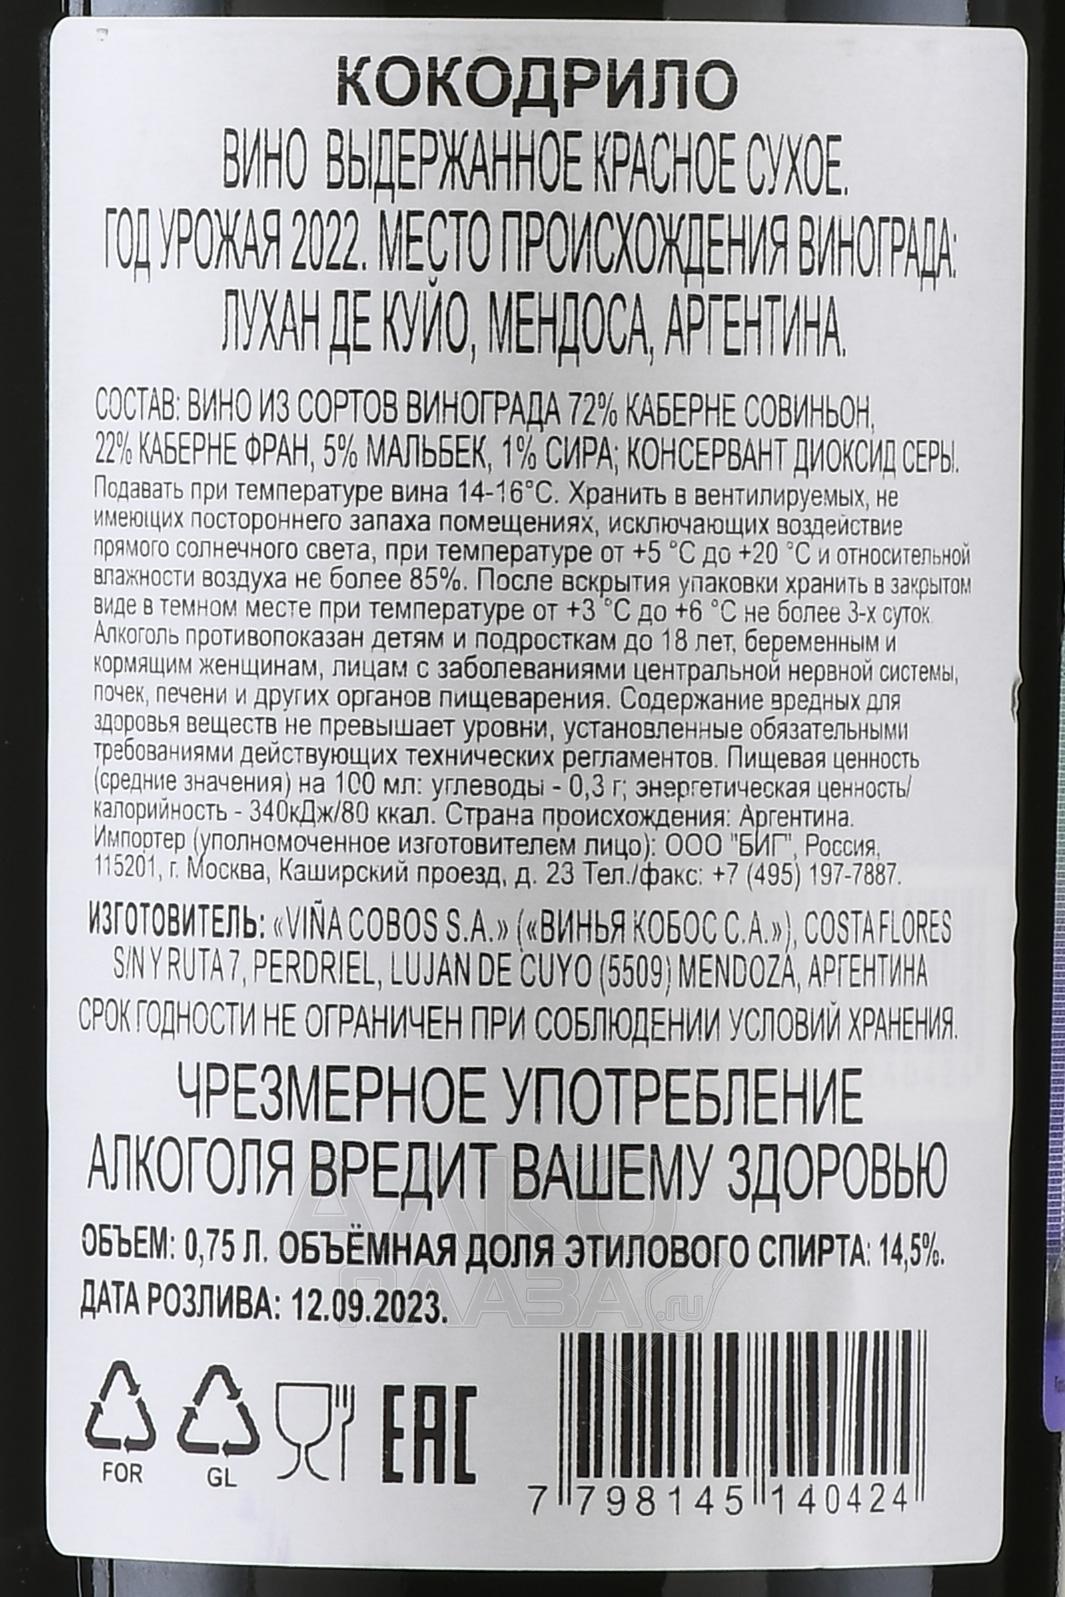 КОКОДРИЛО
ВИНО ВЫДЕРЖАННОЕ КРАСНОЕ СУХОЕ.
ГОД УРОЖАЯ 2022. МЕСТО ПРОИСХОЖДЕНИЯ ВИНОГРАДА:
ЛУХАН ДЕ КУЙО, МЕНДОСА, АРГЕНТИНА.
СОСТАВ: ВИНО ИЗ СОРТОВ ВИНОГРАДА 72% КАБЕРНЕ СОВИНЬОН,
22% КАБЕРНЕ ФРАН, 5% МАЛЬБЕК, 1% СИРА; КОНСЕРВАНТ ДИОКСИД СЕРЫ.
Подавать при температуре вина 14-16°С. Хранить в вентилируемых, не
имеющих постороннего запаха помещениях, исключающих воздействие
прямого солнечного света, при температуре от +5 °С до +20 °С и относительной
влажности воздуха не более 85%. После вскрытия упаковки хранить в закрытом
виде в темном месте при температуре от +3 °С до +6 °С не более 3-х суток.
Алкоголь противопоказан детям и подросткам до 18 лет, беременным и
кормящим женщинам, лицам с заболеваниями центральной нервной системы,
почек, печени и других органов пищеварения. Содержание вредных для
здоровья веществ не превышает уровни, установленные обязательными
требованиями действующих технических регламентов. Пищевая ценность
(средние значения) на 100 мл: углеводы - 0,3 г; энергетическая ценность/
калорийность - 340кДж/80 ккал. Страна происхождения: Аргентина.
Импортер (уполномоченное изготовителем лицо): ООО "БИГ", Россия,
115201, г. Москва, Каширский проезд, д. 23 Тел./факс: +7 (495) 197-7887.
ИЗГОТОВИТЕЛЬ: «VIÑA COBOS S.A.» («ВИНЬЯ КОБОС С.А.»), COSTA FLORES
S/N Y RUTA 7, PERDRIEL, LUJAN DE CUYO (5509) MENDOZA, АРГЕНТИНА
СРОК ГОДНОСТИ НЕ ОГРАНИЧЕН ПРИ СОБЛЮДЕНИИ УСЛОВИЙ ХРАНЕНИЯ.
ЧРЕЗМЕРНОЕ УПОТРЕБЛЕНИЕ
АЛКОГОЛЯ ВРЕДИТ ВАШЕМУ ЗДОРОВЬЮ
ОБЪЕМ: 0,75 Л. ОБЪЁМНАЯ ДОЛЯ ЭТИЛОВОГО СПИРТА: 14,5%.
ДАТА РОЗЛИВА: 12.09.2023.
АЛКО
ПЛАЗА.ru
FOR GL EAC
7 798145 140424